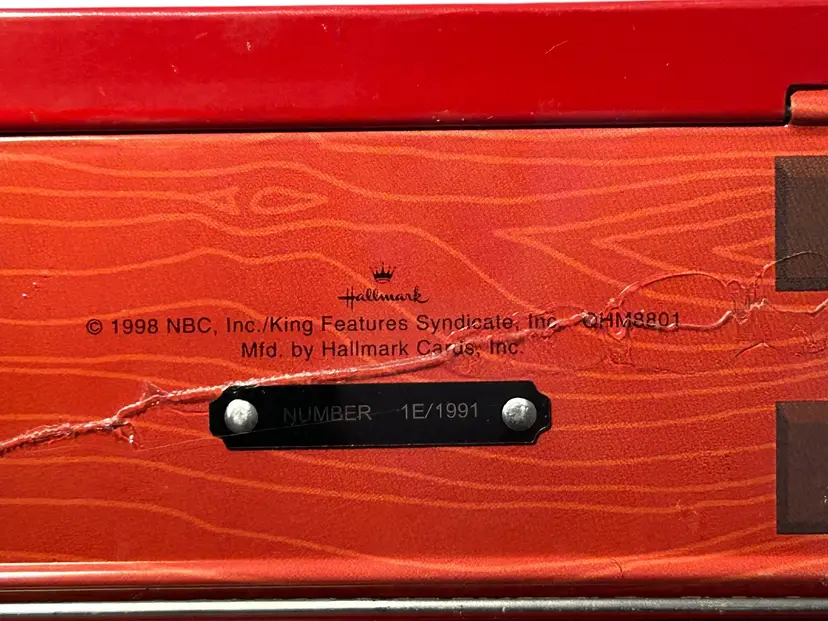 Hallmark
© 1998 NBC, Inc./King Features Syndicate, Inc. QHM8801
Mfd. by Hallmark Cards, Inc.
NUMBER 1E/1991